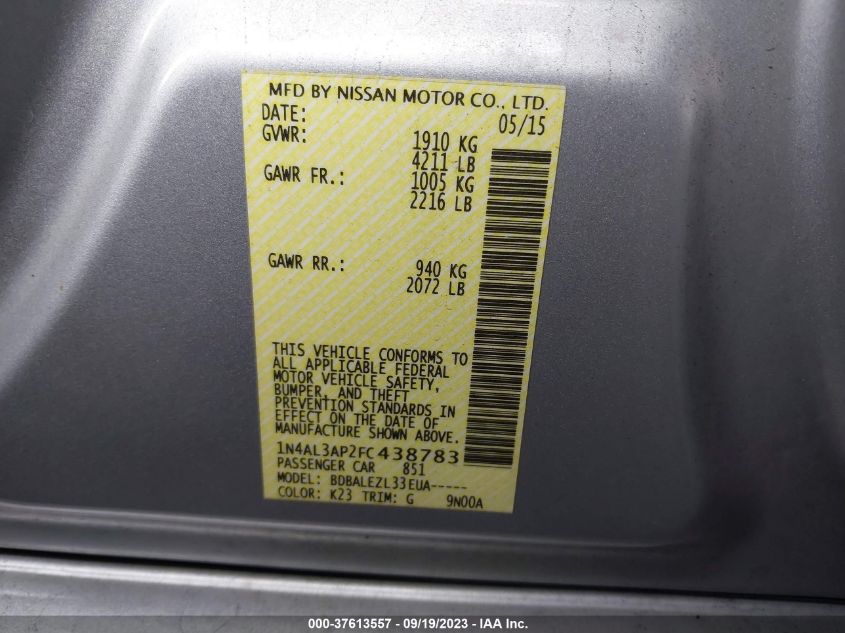 MFD BY NISSAN MOTOR CO., LTD.
DATE: 05/15
GVWR: 1910 KG
4211 LB
GAWR FR.: 1005 KG
2216 LB
GAWR RR.: 940 KG
2072 LB
THIS VEHICLE CONFORMS TO
ALL APPLICABLE FEDERAL
MOTOR VEHICLE SAFETY,
BUMPER, AND THEFT
PREVENTION STANDARDS IN
EFFECT ON THE DATE OF
MANUFACTURE SHOWN ABOVE.
1N4AL3AP2FC438783
PASSENGER CAR 851
MODEL: BDBALEZL33EUA-----
COLOR: K23 TRIM: G 9N00A
000-37613557 - 09/19/2023 - IAA Inc.